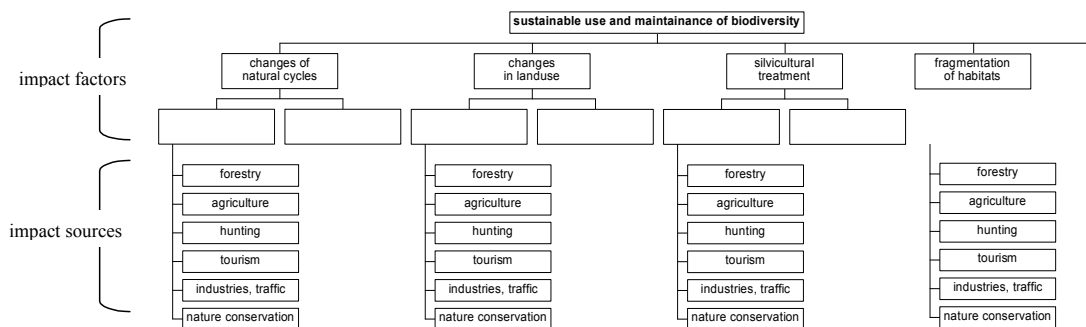 sustainable use and maintainance of biodiversity
impact factors
changes of
natural cycles
changes
in landuse
silvicultural
treatment
fragmentation
of habitats
impact sources
forestry
agriculture
hunting
tourism
industries, traffic
nature conservation
forestry
agriculture
hunting
tourism
industries, traffic
nature conservation
forestry
agriculture
hunting
tourism
industries, traffic
nature conservation
forestry
agriculture
hunting
tourism
industries, traffic
nature conservation